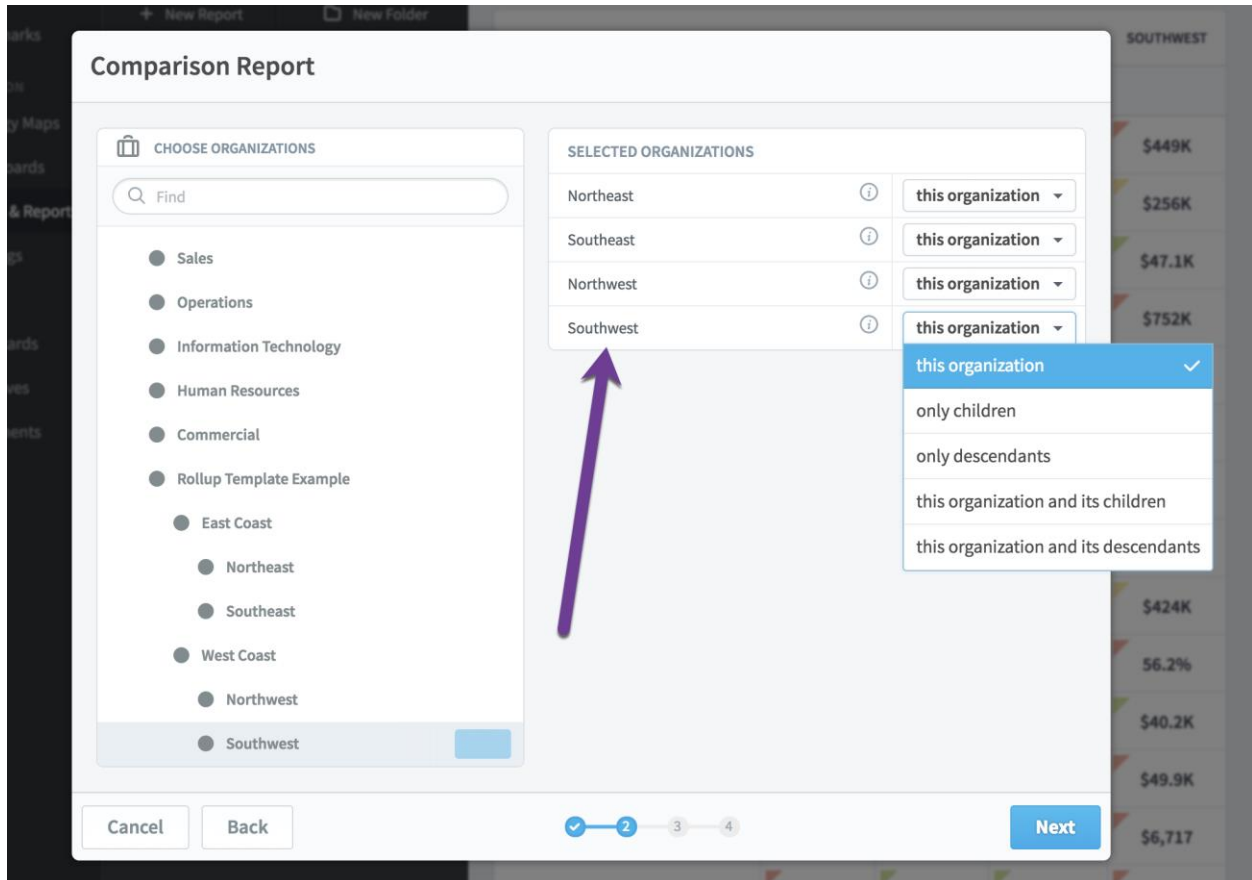 + New Report
New Folder
SOUTHWEST
Comparison Report
CHOOSE ORGANIZATIONS
Find
Sales
Operations
Information Technology
Human Resources
Commercial
Rollup Template Example
East Coast
Northeast
Southeast
West Coast
Northwest
Southwest
SELECTED ORGANIZATIONS
Northeast this organization
Southeast this organization
Northwest this organization
Southwest this organization
this organization
only children
only descendants
this organization and its children
this organization and its descendants
Cancel
Back
2 3 4
Next
& Report
$449K
$256K
$47.1K
$752K
$424K
56.2%
$40.2K
$49.9K
$6,717